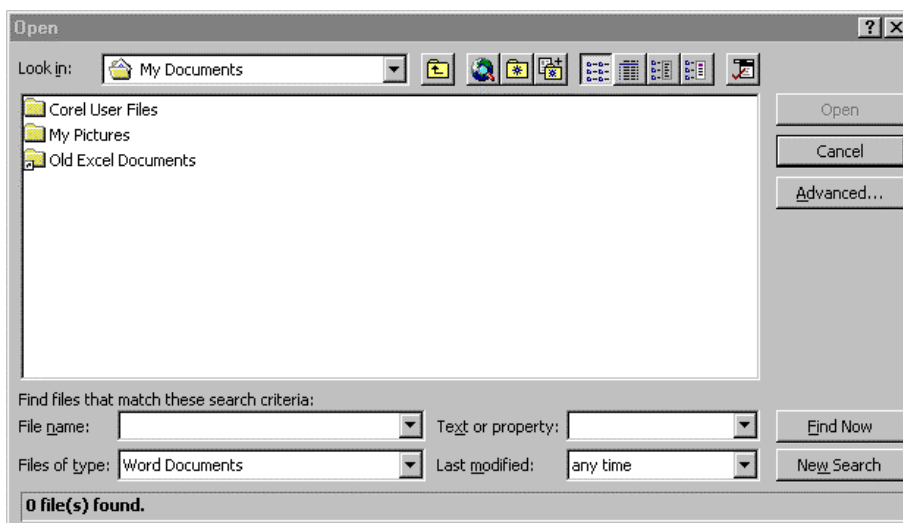 Open
Look in: My Documents
Corel User Files
My Pictures
Old Excel Documents
Open
Cancel
Advanced...
Find files that match these search criteria:
File name: Text or property: Find Now
Files of type: Word Documents Last modified: any time New Search
0 file(s) found.